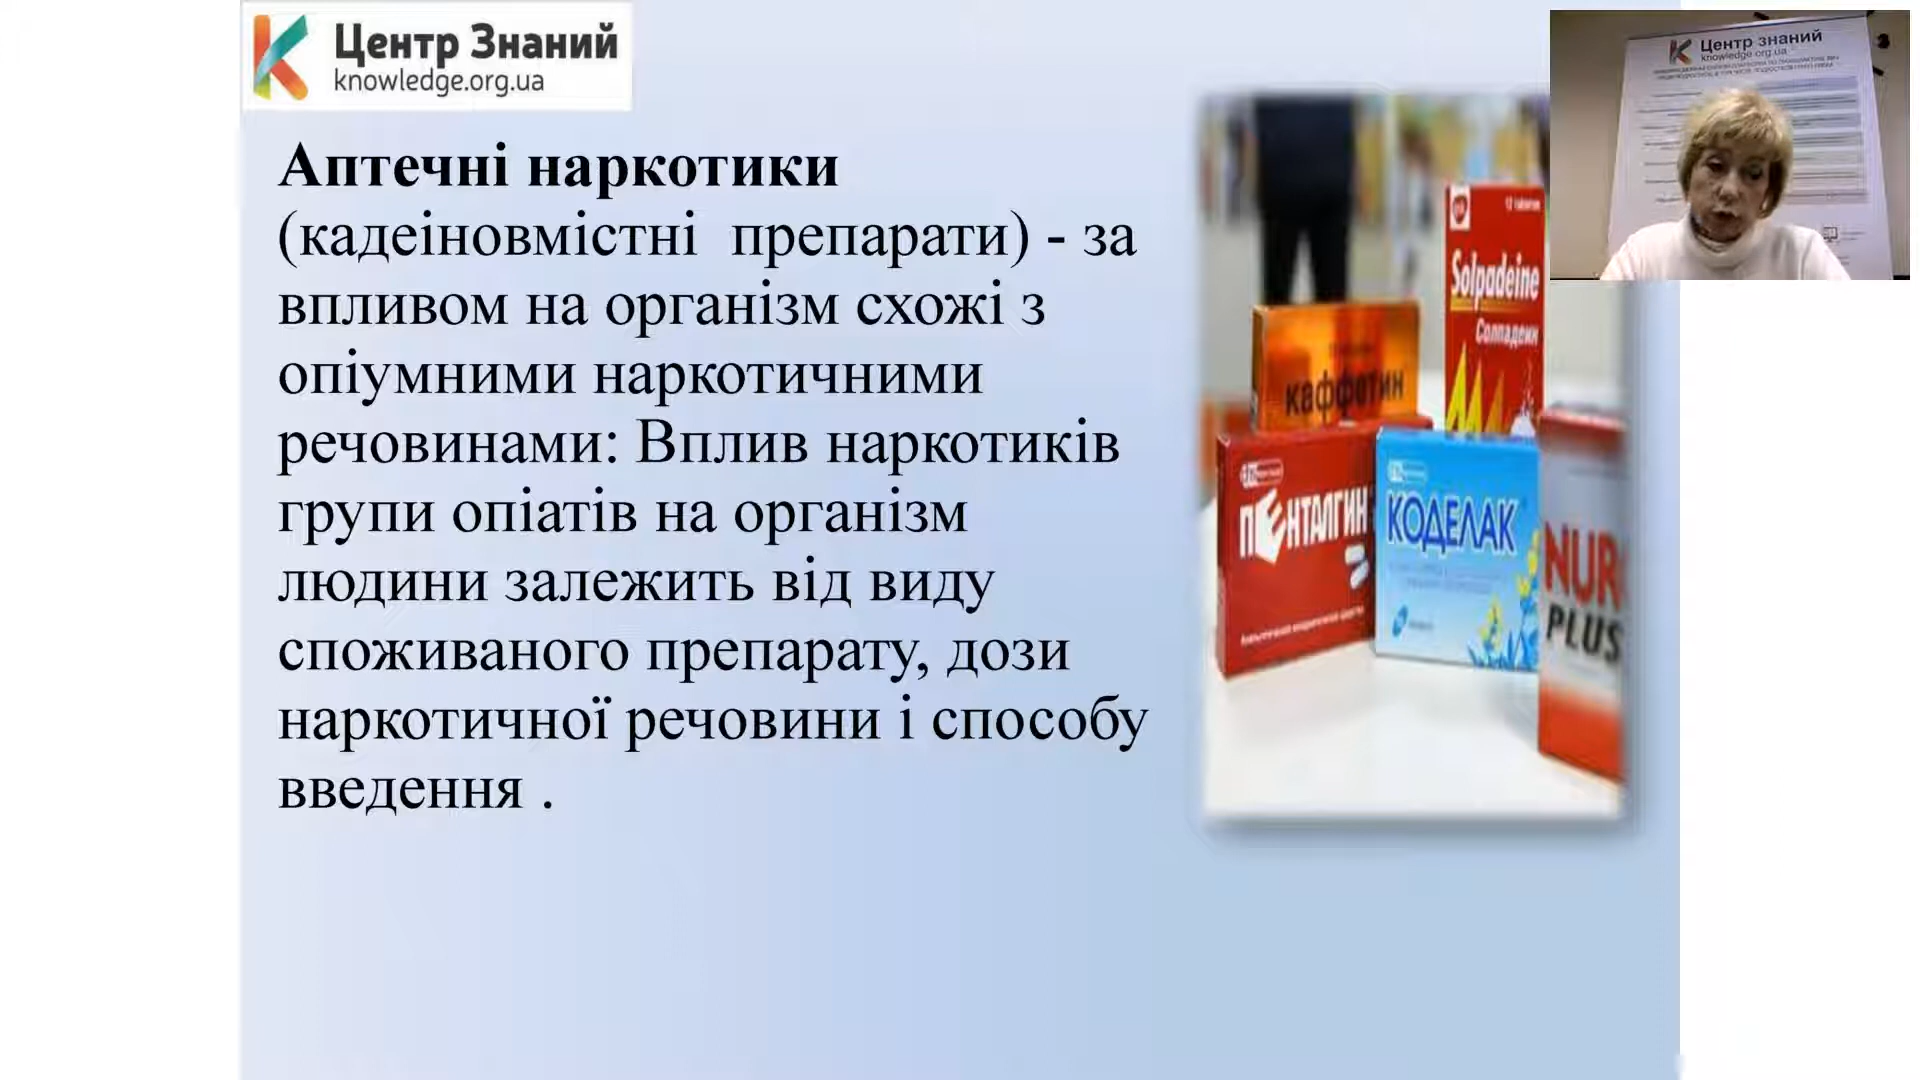 Центр Знаний
knowledge.org.ua
Аптечні наркотики
(кадеіновмістні препарати) - за
впливом на організм схожі з
опіумними наркотичними
речовинами: Вплив наркотиків
групи опіатів на організм
людини залежить від виду
споживаного препарату, дози
наркотичної речовини і способу
введення .
Solpadeine
Солпадеин
каффетин
ПЕНТАЛГИН
КОДЕЛАК
NUR
PLUS
Центр знаний
knowledge.org.ua